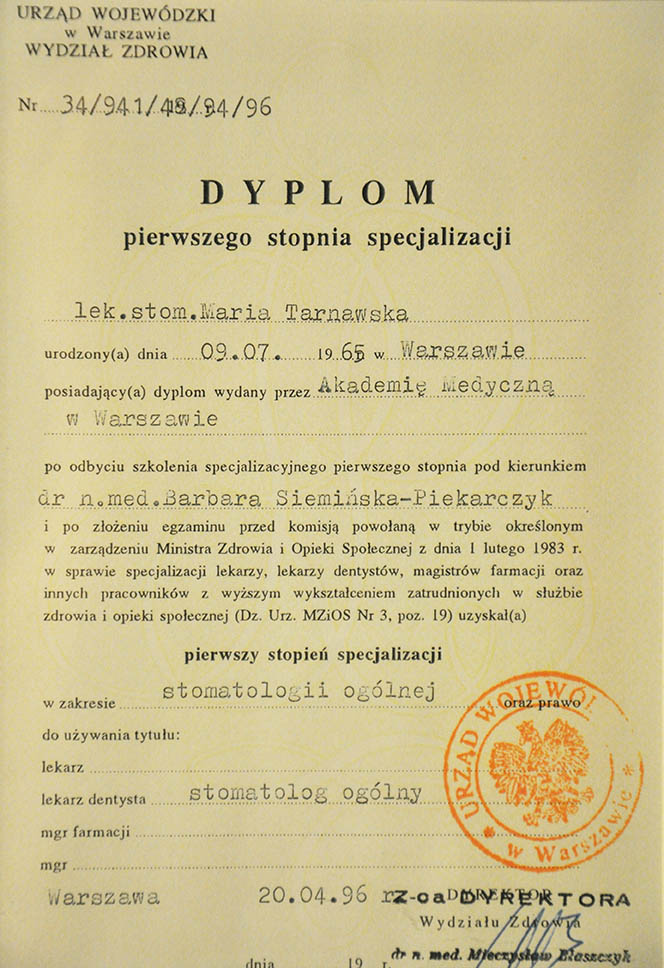 URZĄD WOJEWÓDZKI
w Warszawie
WYDZIAŁ ZDROWIA
Nr 34/941/48/94/96
DYPLOM
pierwszego stopnia specjalizacji
lek.stom.Maria Tarnawska
urodzony(a) dnia 09.07. 1965 w Warszawie
posiadający(a) dyplom wydany przez Akademię Medyczną
w Warszawie
po odbyciu szkolenia specjalizacyjnego pierwszego stopnia pod kierunkiem
dr n.med.Barbara Siemińska-Piekarczyk
i po złożeniu egzaminu przed komisją powołaną w trybie określonym
w zarządzeniu Ministra Zdrowia i Opieki Społecznej z dnia 1 lutego 1983 r.
w sprawie specjalizacji lekarzy, lekarzy dentystów, magistrów farmacji oraz
innych pracowników z wyższym wykształceniem zatrudnionych w służbie
zdrowia i opieki społecznej (Dz. Urz. MZiOS Nr 3, poz. 19) uzyskał(a)
pierwszy stopień specjalizacji
w zakresie stomatologii ogólnej oraz prawo
do używania tytułu:
lekarz
lekarz dentysta stomatolog ogólny
mgr farmacji
mgr
URZĄD WOJEWÓ
* w Warszawie *
Warszawa 20.04.96 r. DYREKTOR
Z-ca DYREKTORA
Wydziału Zdrowia
dr n. med. Mieczysław Błaszczyk
dnia 19 r.